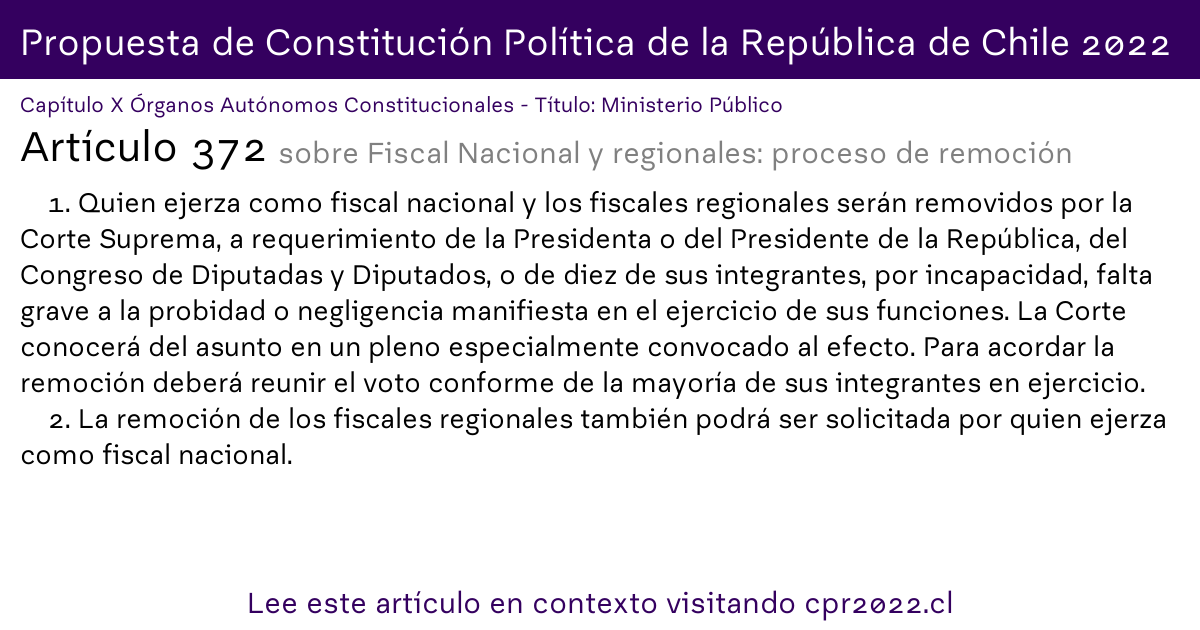 Propuesta de Constitución Política de la República de Chile 2022
Capítulo X Órganos Autónomos Constitucionales - Título: Ministerio Público
Artículo 372 sobre Fiscal Nacional y regionales: proceso de remoción
1. Quien ejerza como fiscal nacional y los fiscales regionales serán removidos por la
Corte Suprema, a requerimiento de la Presidenta o del Presidente de la República, del
Congreso de Diputadas y Diputados, o de diez de sus integrantes, por incapacidad, falta
grave a la probidad o negligencia manifiesta en el ejercicio de sus funciones. La Corte
conocerá del asunto en un pleno especialmente convocado al efecto. Para acordar la
remoción deberá reunir el voto conforme de la mayoría de sus integrantes en ejercicio.
2. La remoción de los fiscales regionales también podrá ser solicitada por quien ejerza
como fiscal nacional.
Lee este artículo en contexto visitando cpr2022.cl